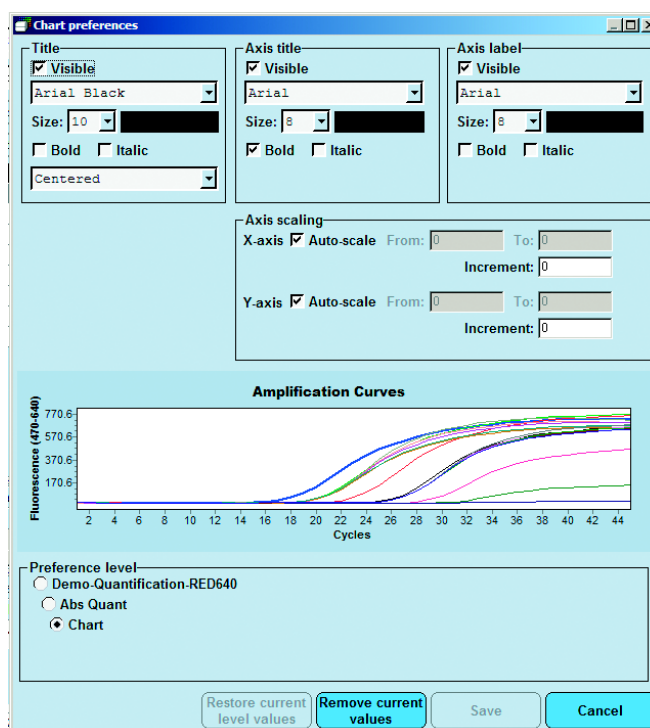 Chart preferences
Title
Visible
Arial Black
Size: 10
Bold Italic
Centered
Axis title
Visible
Arial
Size: 8
Bold Italic
Axis label
Visible
Arial
Size: 8
Bold Italic
Axis scaling
X-axis Auto-scale From: 0 To: 0
Increment: 0
Y-axis Auto-scale From: 0 To: 0
Increment: 0
Amplification Curves
Fluorescence (470-640)
770.6
570.6
370.6
170.6
2 4 6 8 10 12 14 16 18 20 22 24 26 28 30 32 34 36 38 40 42 44
Cycles
Preference level
Demo-Quantification-RED640
Abs Quant
Chart
Restore current
level values
Remove current
values
Save
Cancel